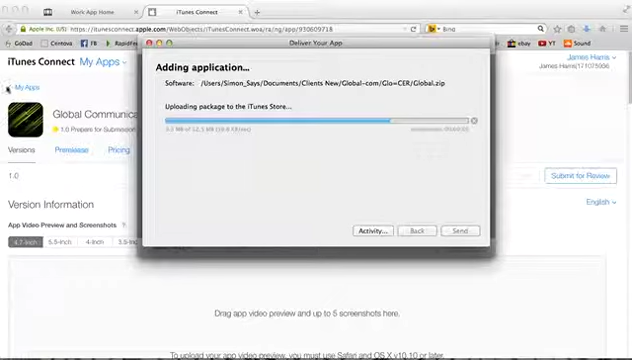 Work App Home
iTunes Connect
Apple Inc.
https://itunesconnect.apple.com/WebObjects/iTunesConnect.woa/ra/ng/app/930609718
Bing
GoDad
Centova
RapidFee
ebay
YT
Sound
Deliver Your App
iTunes Connect My Apps
James Harris
My Apps
Adding application...
Software: /Users/Simon_Says/Documents/Clients New/Global-com/Glo=CER/Global.zip
Uploading package to the iTunes Store...
Global Communica
1.0 Prepare for Submission
Versions Prerelease Pricing
1.0
Submit for Review
Version Information
English
App Video Preview and Screenshots ?
Activity... Back Send
4.7-Inch 5.5-Inch 4-Inch 3.5-In
Drag app video preview and up to 5 screenshots here.
To upload your app video preview, you must use Safari and OS X v10.10 or later.